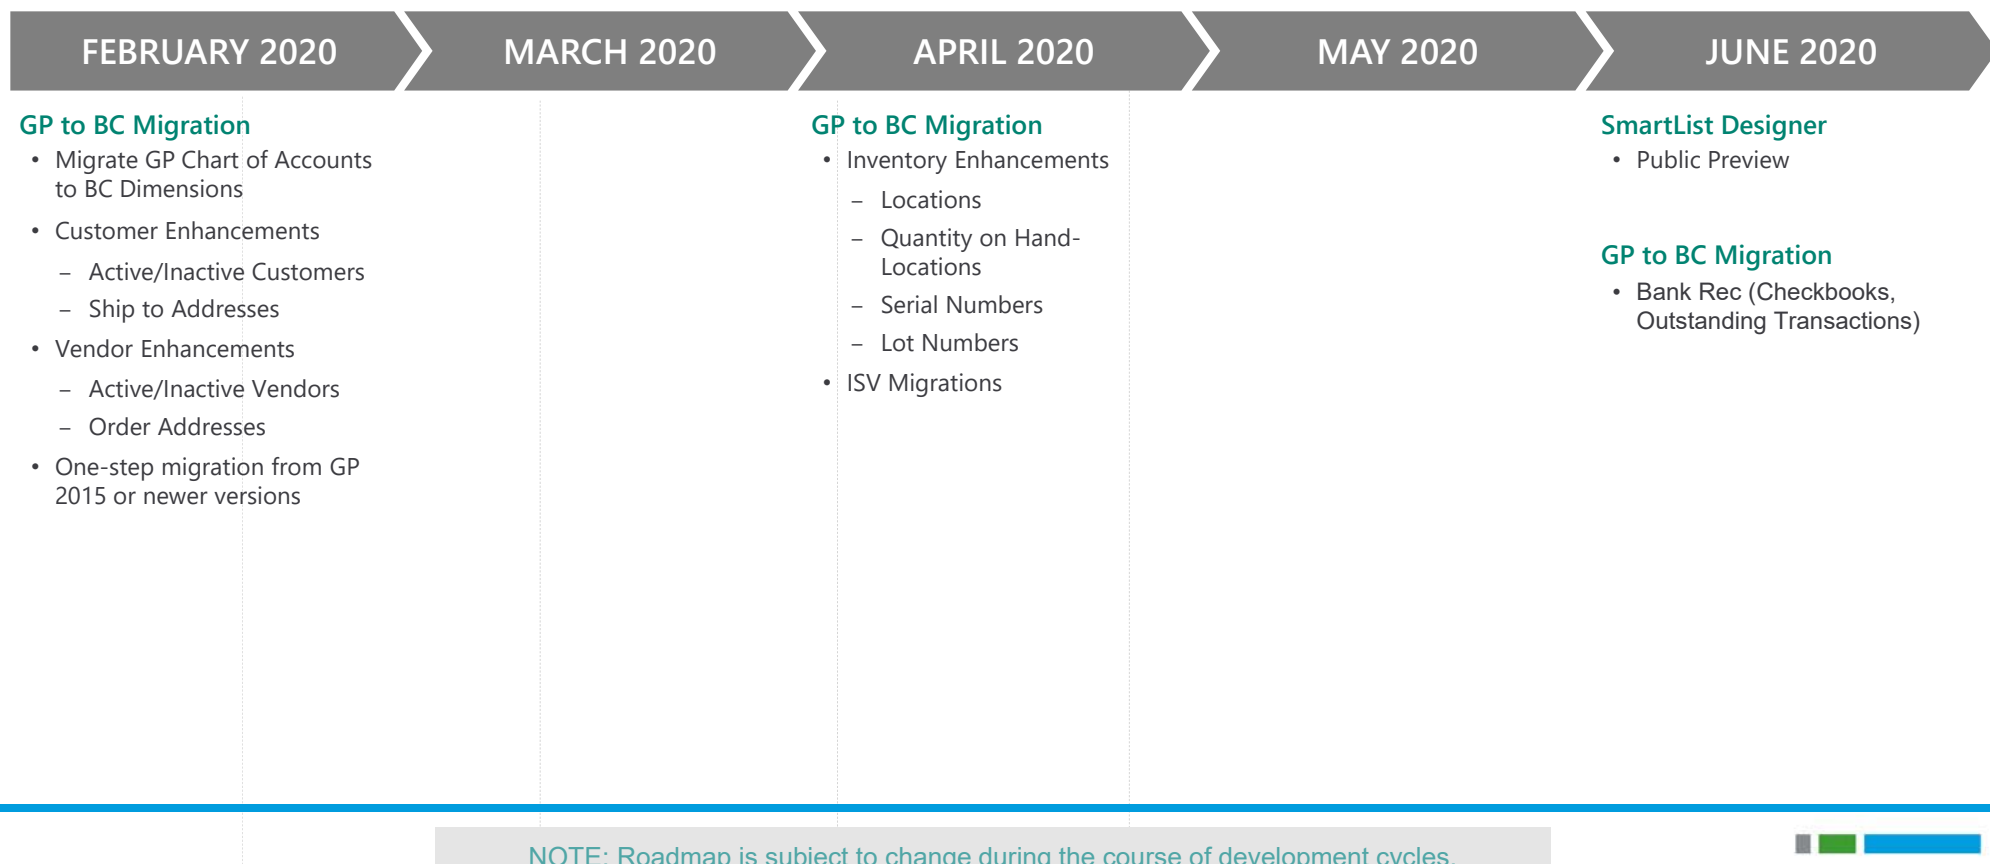 FEBRUARY 2020
MARCH 2020
APRIL 2020
MAY 2020
JUNE 2020
GP to BC Migration
• Migrate GP Chart of Accounts
to BC Dimensions
• Customer Enhancements
– Active/Inactive Customers
– Ship to Addresses
• Vendor Enhancements
– Active/Inactive Vendors
– Order Addresses
• One-step migration from GP
2015 or newer versions
GP to BC Migration
• Inventory Enhancements
– Locations
– Quantity on Hand-
Locations
– Serial Numbers
– Lot Numbers
• ISV Migrations
SmartList Designer
• Public Preview
GP to BC Migration
• Bank Rec (Checkbooks,
Outstanding Transactions)
NOTE: Roadmap is subject to change during the course of development cycles.